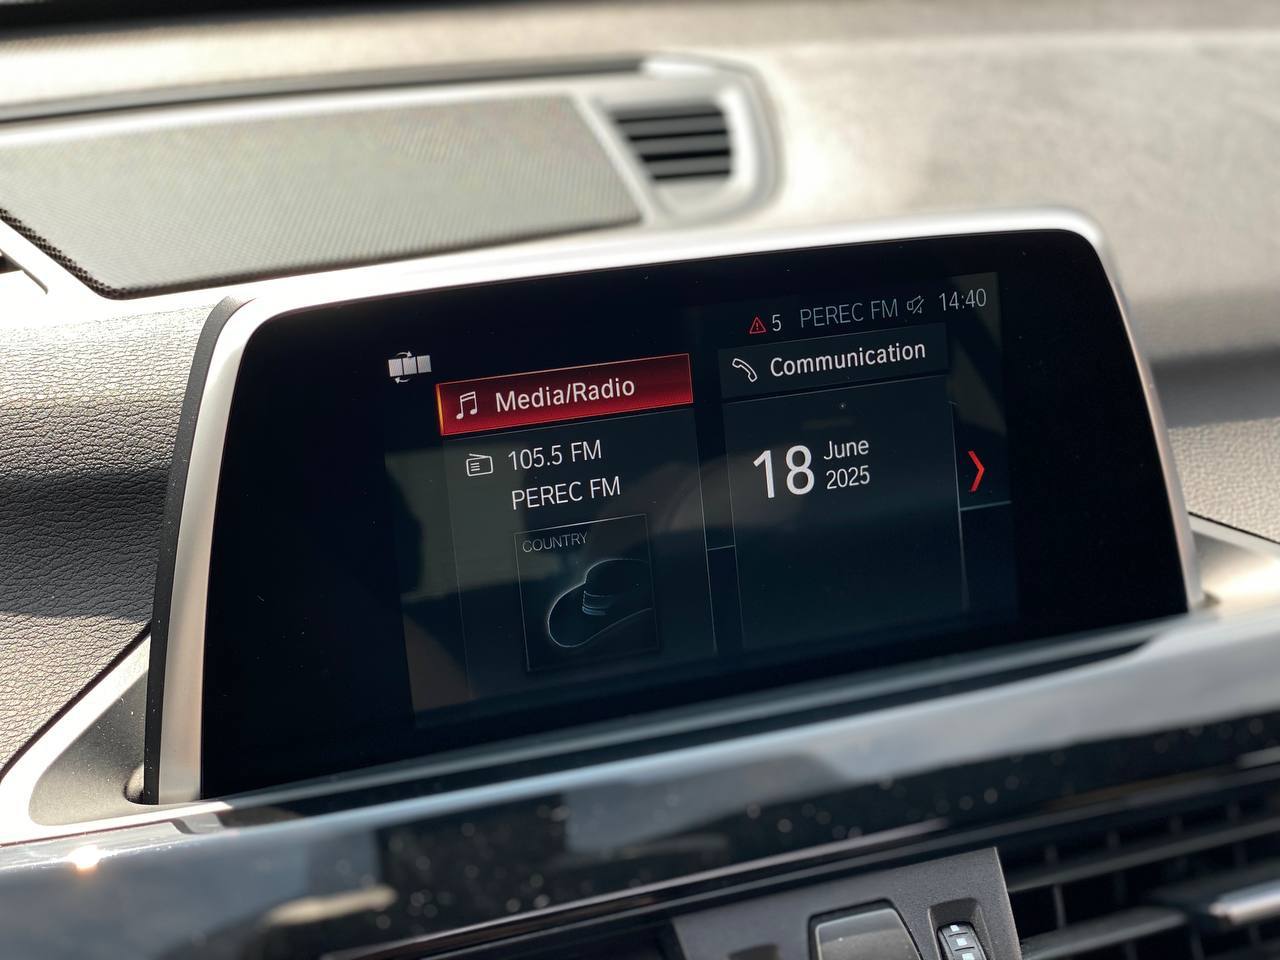 5 PEREC FM 14:40
Media/Radio
105.5 FM
PEREC FM
COUNTRY
Communication
18 June
2025